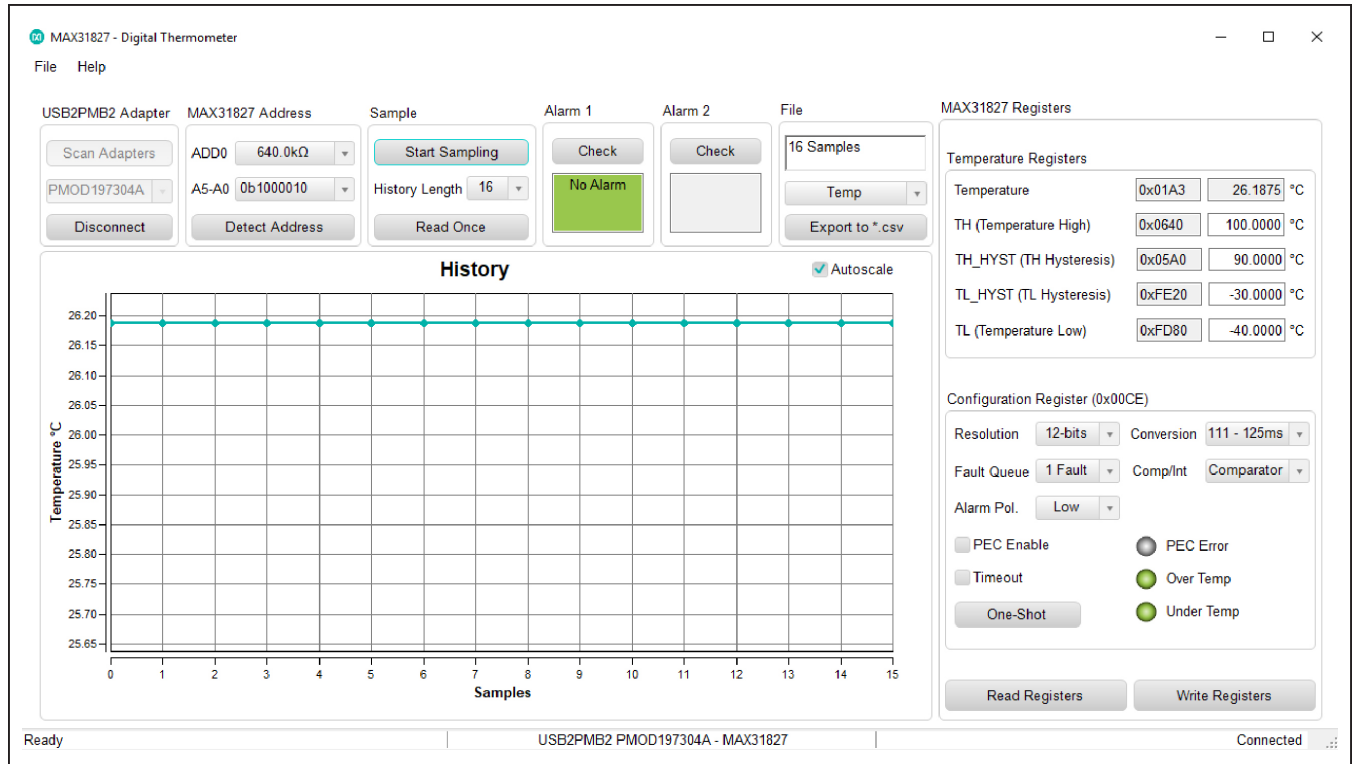 MAX31827 - Digital Thermometer
File Help
USB2PMB2 Adapter
Scan Adapters
PMOD197304A
Disconnect
MAX31827 Address
ADD0 640.0kΩ
A5-A0 0b1000010
Detect Address
Sample
Start Sampling
History Length 16
Read Once
Alarm 1
Check
No Alarm
Alarm 2
Check
File
16 Samples
Temp
Export to *.csv
History
Autoscale
Temperature °C
26.20
26.15
26.10
26.05
26.00
25.95
25.90
25.85
25.80
25.75
25.70
25.65
0 1 2 3 4 5 6 7 8 9 10 11 12 13 14 15
Samples
MAX31827 Registers
Temperature Registers
Temperature 0x01A3 26.1875 °C
TH (Temperature High) 0x0640 100.0000 °C
TH_HYST (TH Hysteresis) 0x05A0 90.0000 °C
TL_HYST (TL Hysteresis) 0xFE20 -30.0000 °C
TL (Temperature Low) 0xFD80 -40.0000 °C
Configuration Register (0x00CE)
Resolution 12-bits Conversion 111 - 125ms
Fault Queue 1 Fault Comp/Int Comparator
Alarm Pol. Low
PEC Enable PEC Error
Timeout Over Temp
One-Shot Under Temp
Read Registers Write Registers
Ready USB2PMB2 PMOD197304A - MAX31827 Connected